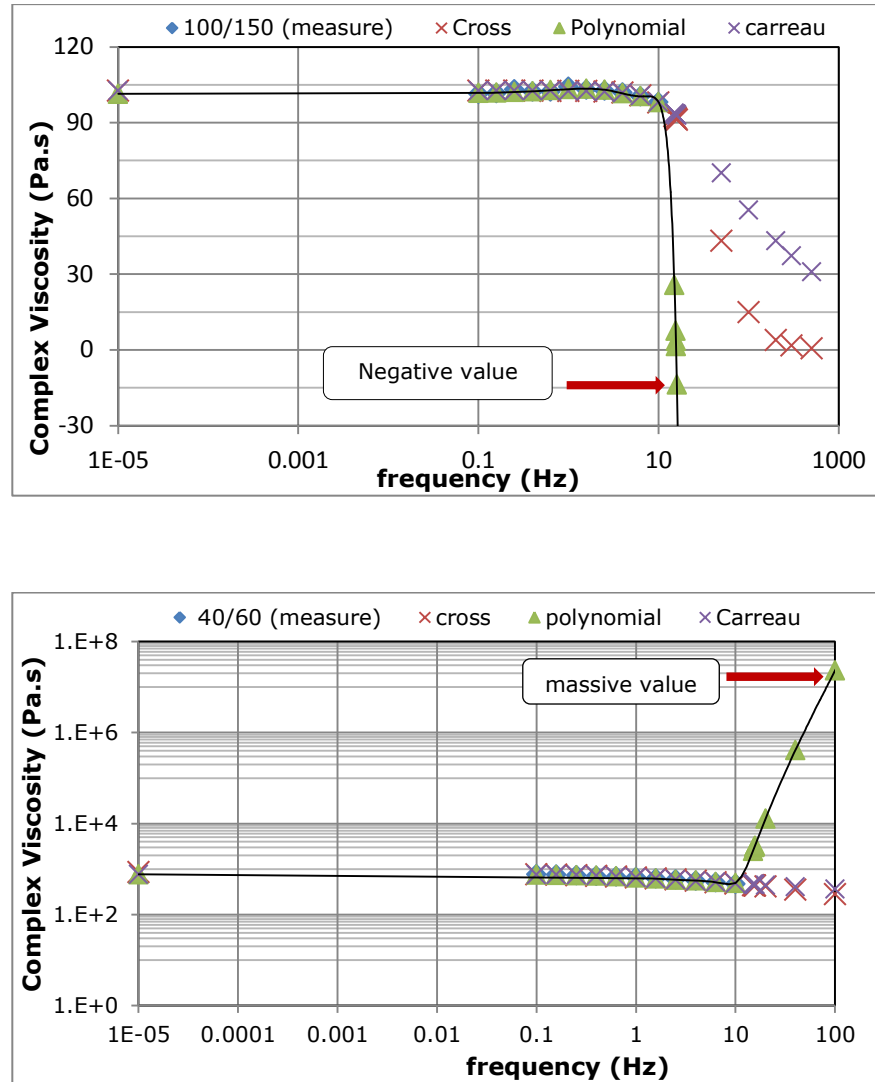 100/150 (measure) Cross Polynomial carreau
120
90
60
30
0
-30
Complex Viscosity (Pa.s)
Negative value
1E-05 0.001 0.1 10 1000
frequency (Hz)
40/60 (measure) cross polynomial Carreau
1.E+8
1.E+6
1.E+4
1.E+2
1.E+0
Complex Viscosity (Pa.s)
massive value
1E-05 0.0001 0.001 0.01 0.1 1 10 100
frequency (Hz)